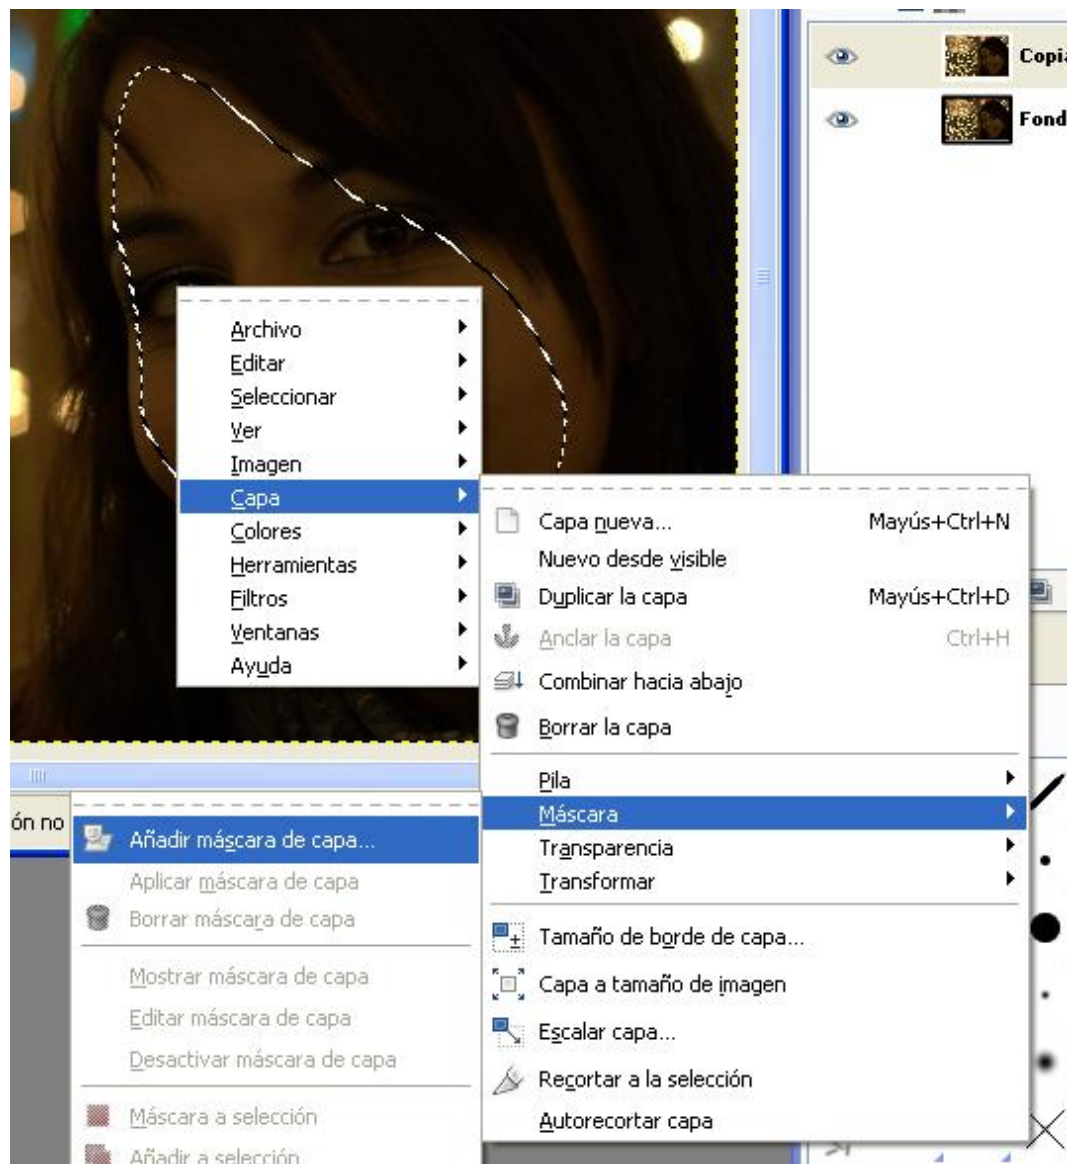 Copia
Fond
Archivo
Editar
Seleccionar
Ver
Imagen
Capa
Colores
Herramientas
Filtros
Ventanas
Ayuda
Capa nueva... Mayús+Ctrl+N
Nuevo desde visible
Duplicar la capa Mayús+Ctrl+D
Anclar la capa Ctrl+H
Combinar hacia abajo
Borrar la capa
Pila
Máscara
Transparencia
Transformar
Tamaño de borde de capa...
Capa a tamaño de imagen
Escalar capa...
Recortar a la selección
Autorecortar capa
ón no
Añadir máscara de capa...
Aplicar máscara de capa
Borrar máscara de capa
Mostrar máscara de capa
Editar máscara de capa
Desactivar máscara de capa
Máscara a selección
Añadir a selección